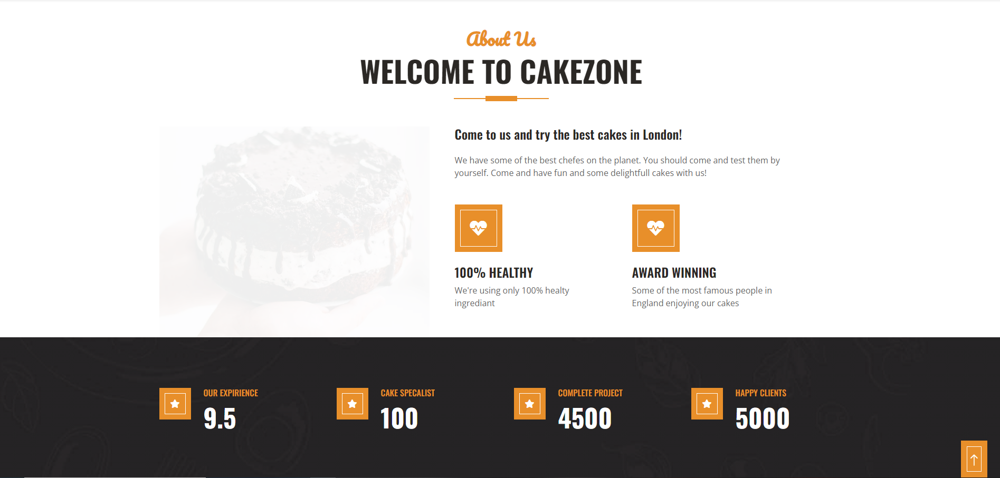 About Us
WELCOME TO CAKEZONE
Come to us and try the best cakes in London!
We have some of the best chefes on the planet. You should come and test them by
yourself. Come and have fun and some delightfull cakes with us!
100% HEALTHY
We're using only 100% healty
ingrediant
AWARD WINNING
Some of the most famous people in
England enjoying our cakes
OUR EXPIRIENCE
9.5
CAKE SPECALIST
100
COMPLETE PROJECT
4500
HAPPY CLIENTS
5000